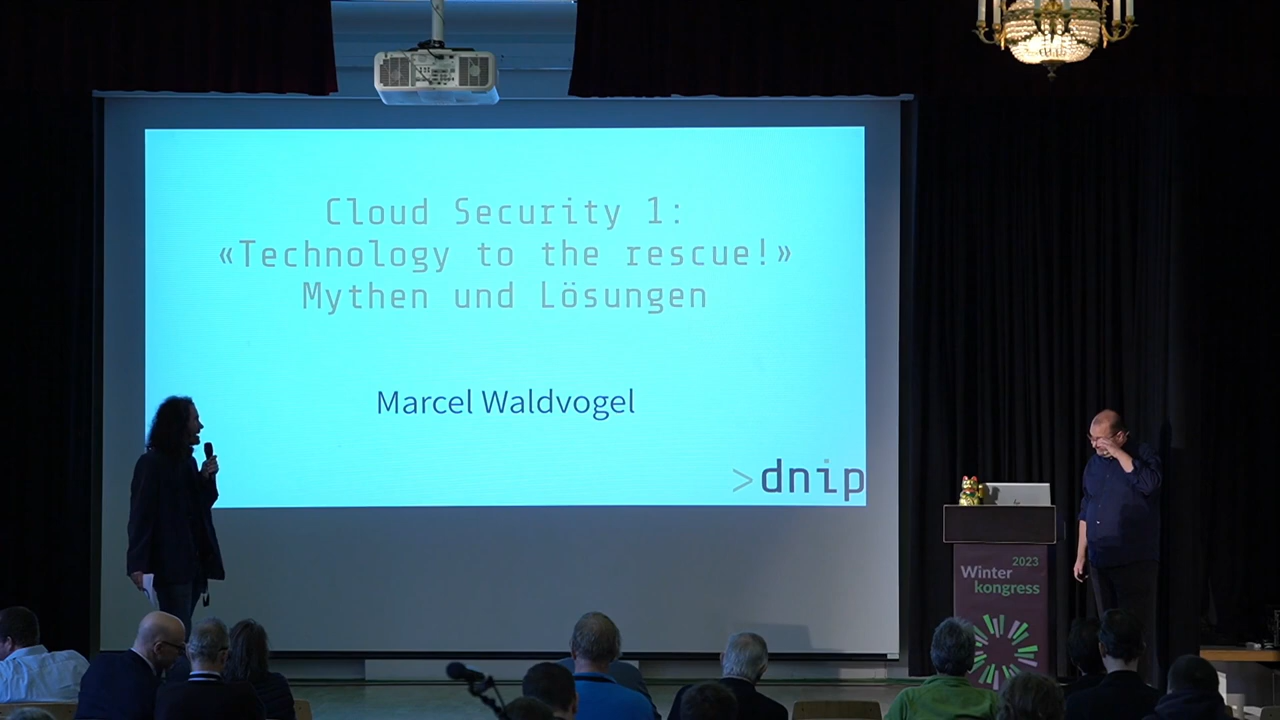 Cloud Security 1:
«Technology to the rescue!»
Mythen und Lösungen
Marcel Waldvogel
>dnip
2023
Winter
kongress